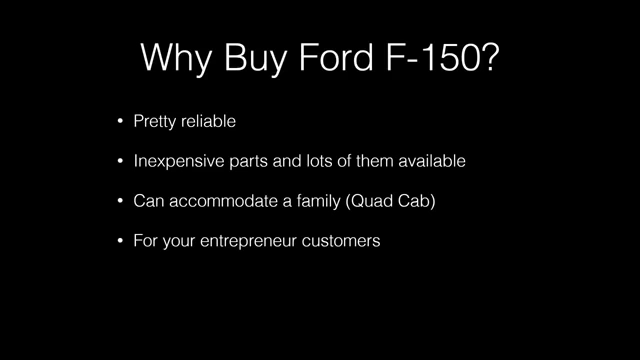 Why Buy Ford F-150?
• Pretty reliable
• Inexpensive parts and lots of them available
• Can accommodate a family (Quad Cab)
• For your entrepreneur customers